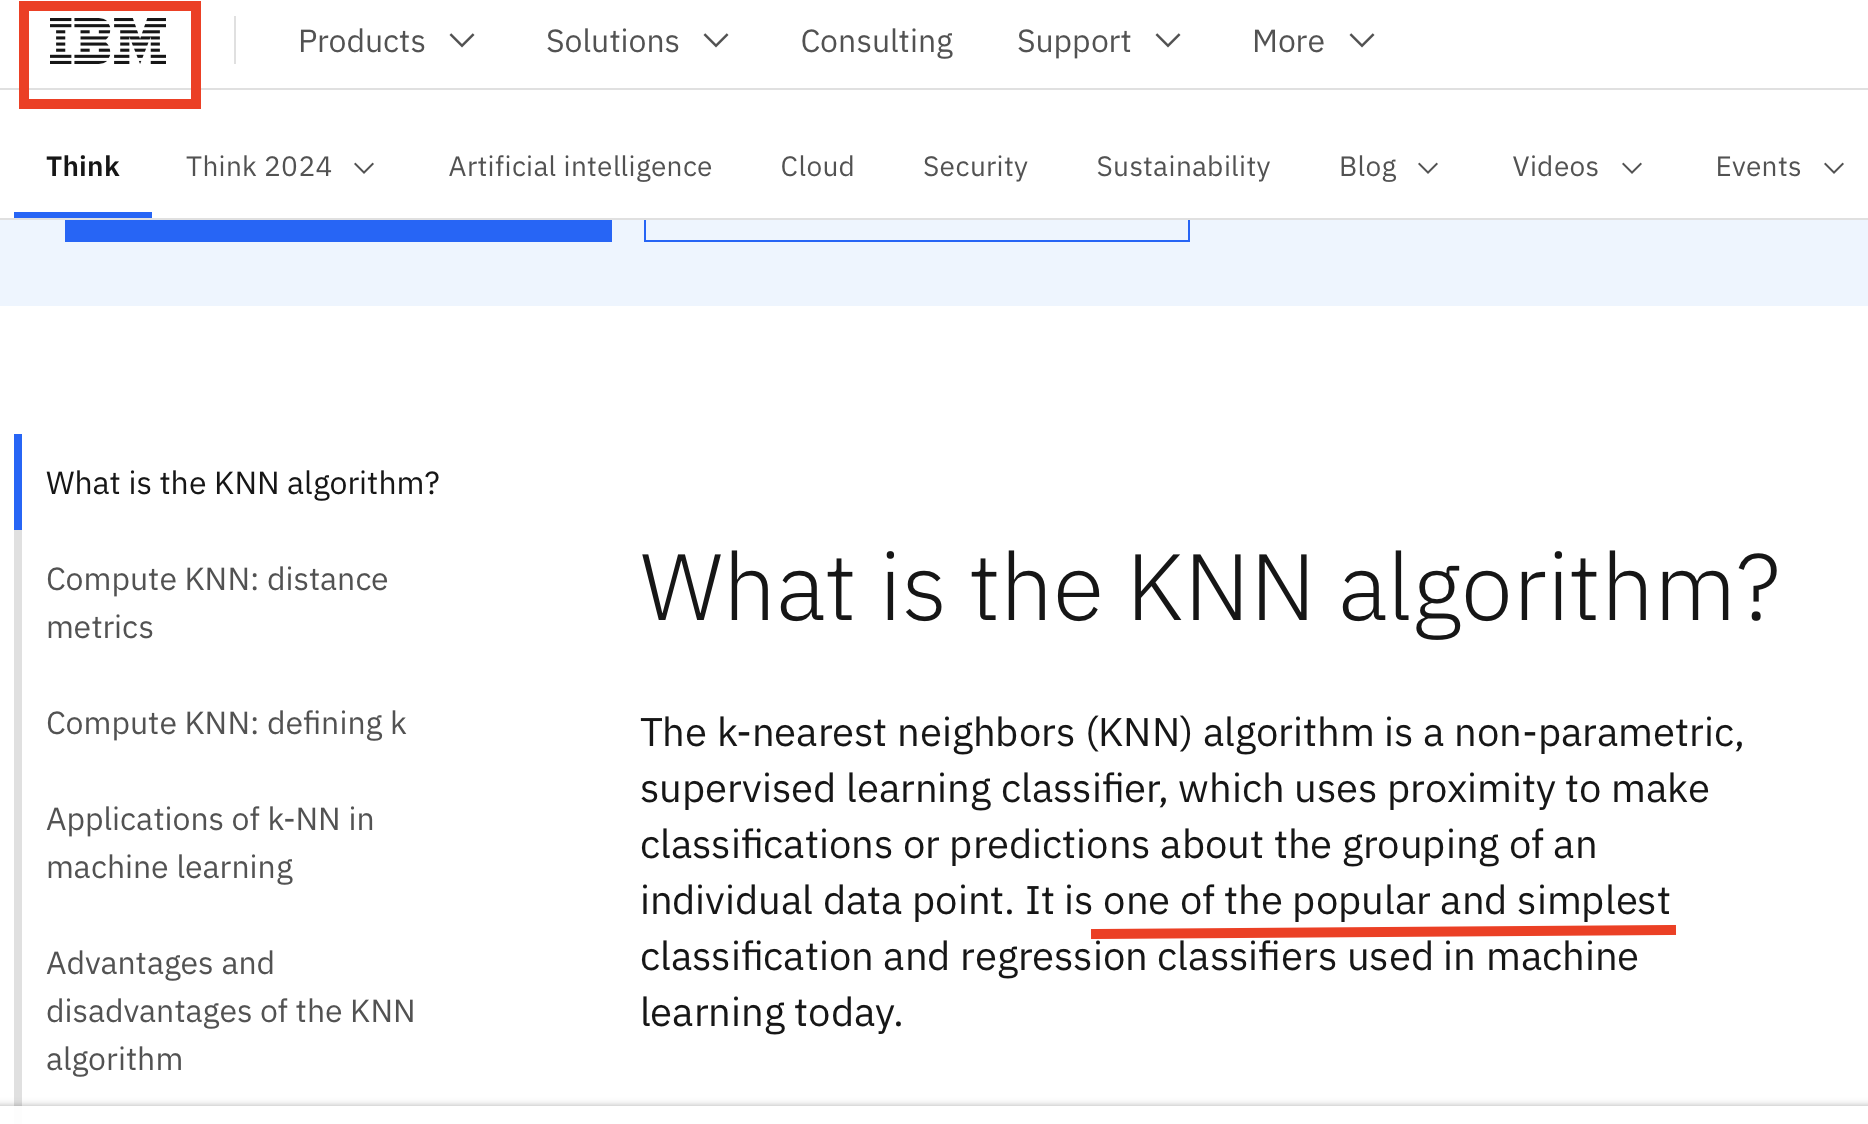 IBM Products Solutions Consulting Support More
Think Think 2024 Artificial intelligence Cloud Security Sustainability Blog Videos Events
What is the KNN algorithm?
Compute KNN: distance
metrics
Compute KNN: defining k
Applications of k-NN in
machine learning
Advantages and
disadvantages of the KNN
algorithm
What is the KNN algorithm?
The k-nearest neighbors (KNN) algorithm is a non-parametric,
supervised learning classifier, which uses proximity to make
classifications or predictions about the grouping of an
individual data point. It is one of the popular and simplest
classification and regression classifiers used in machine
learning today.